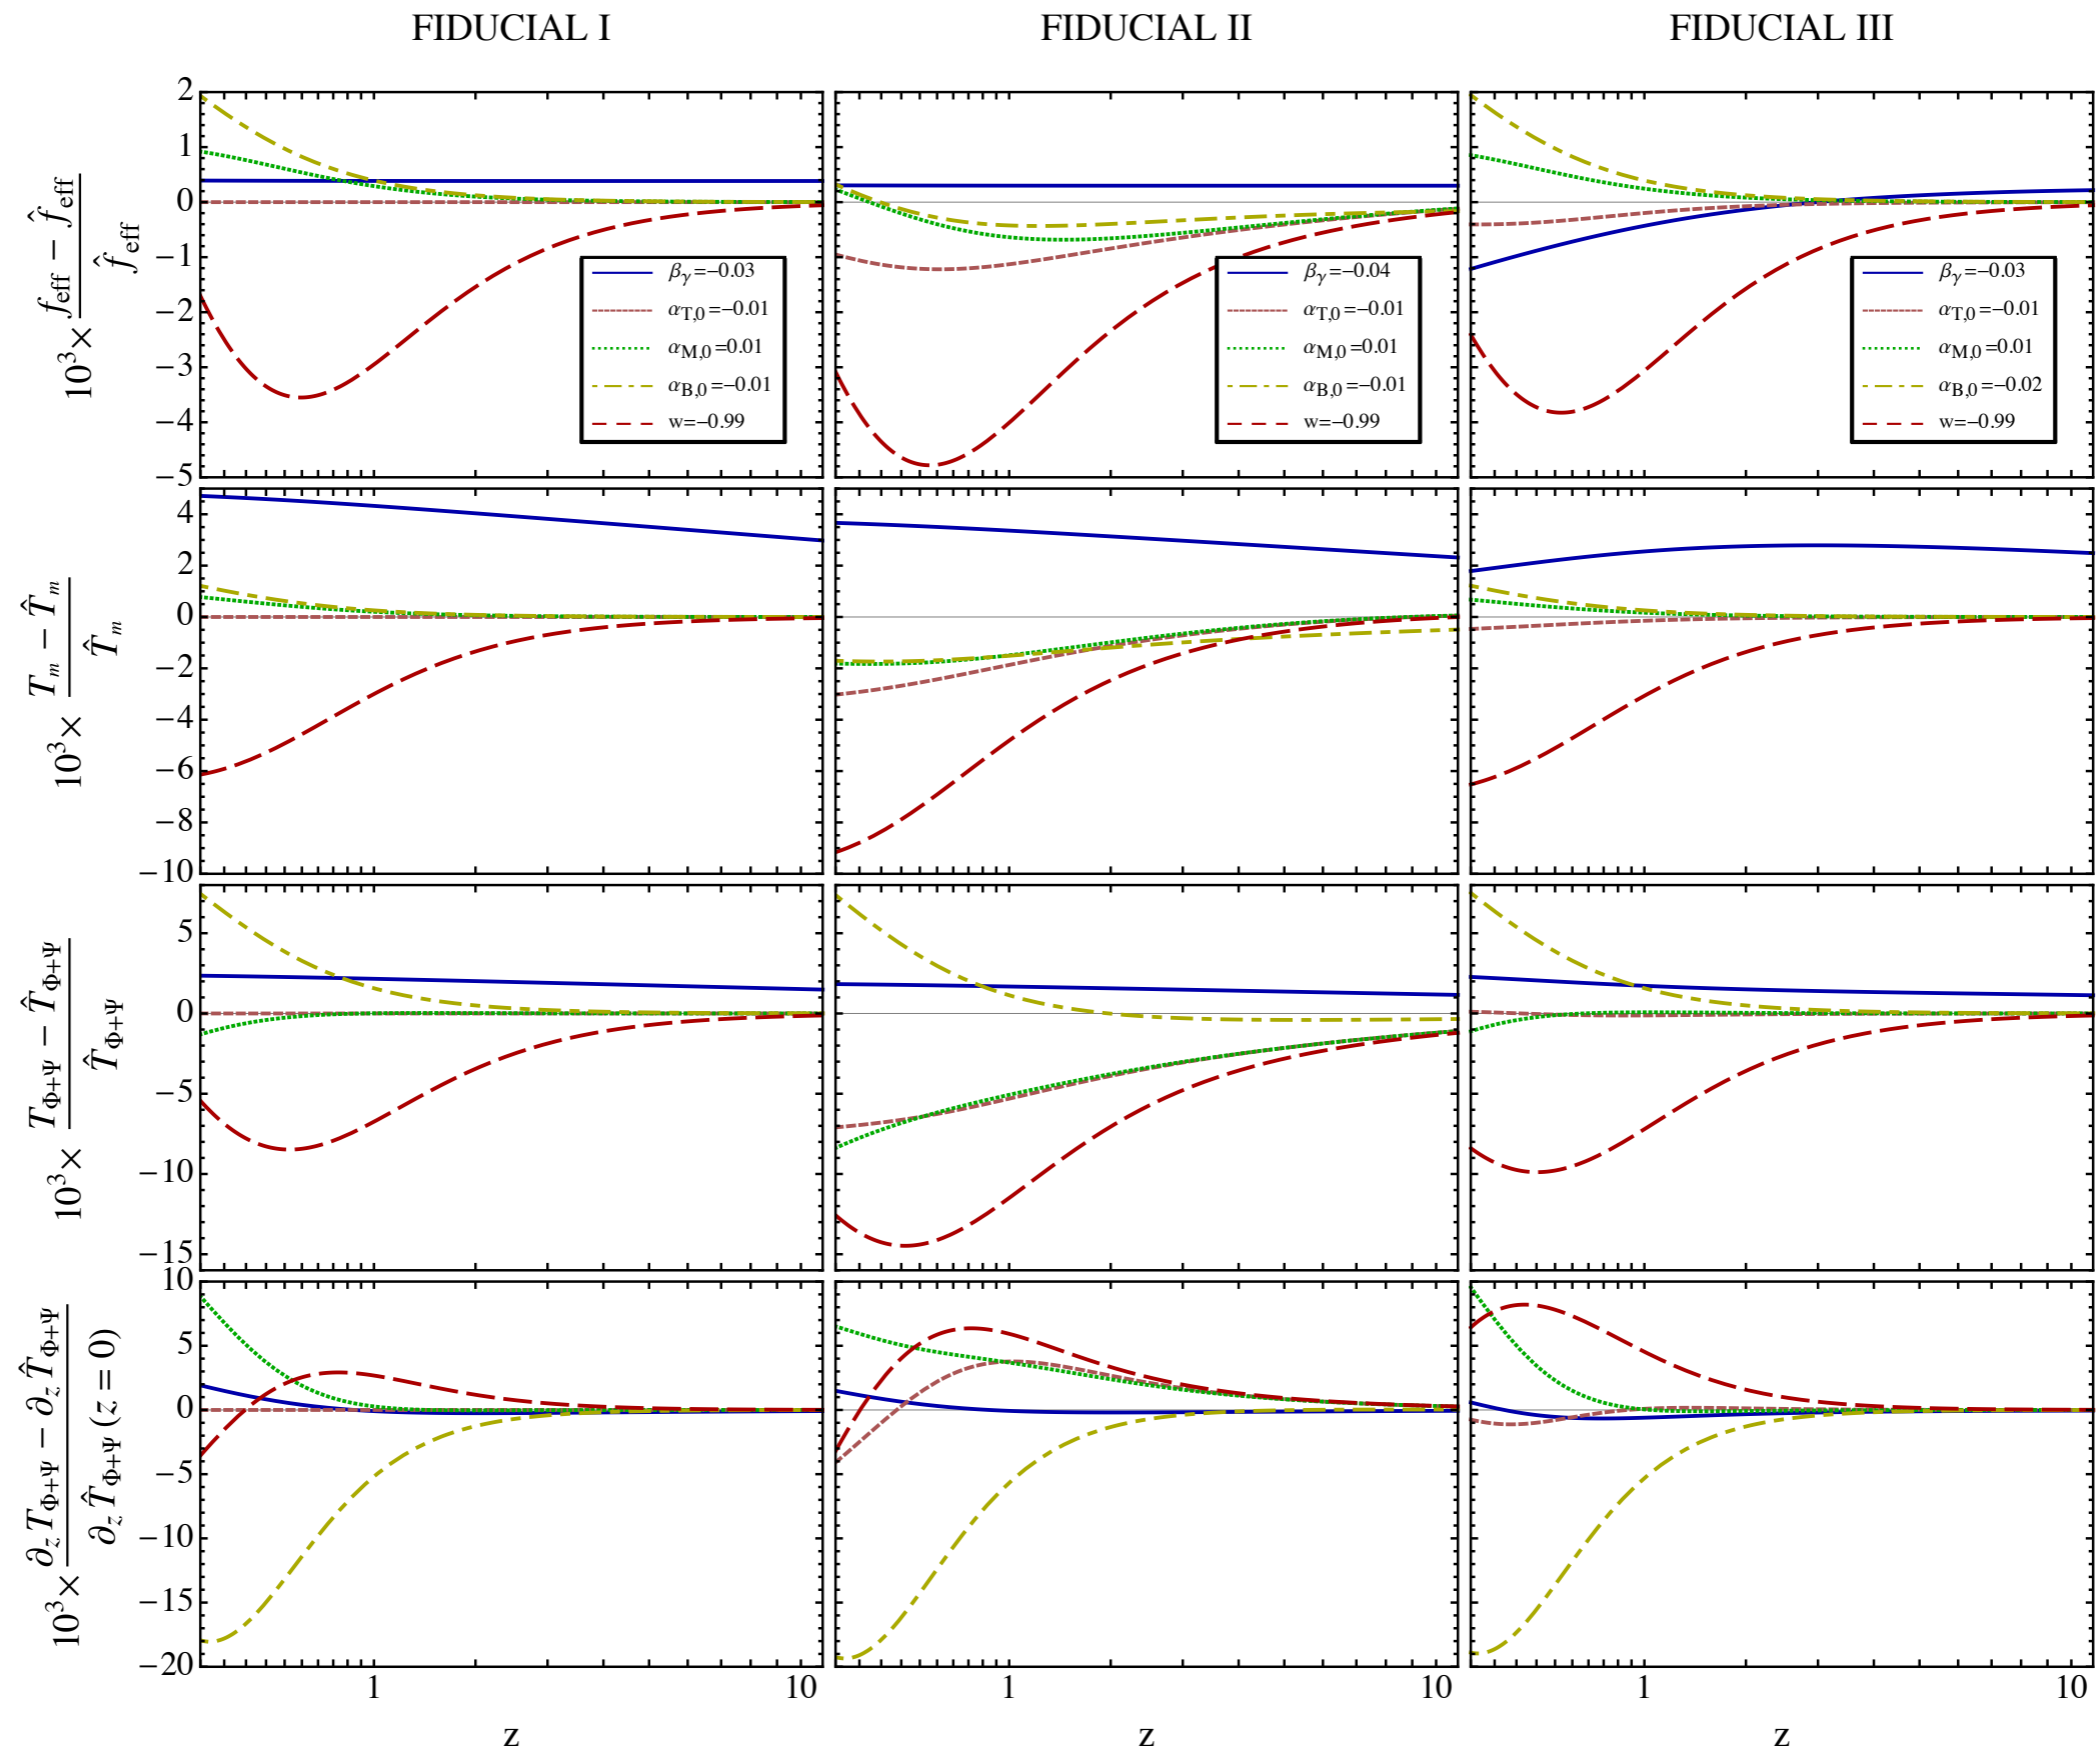 FIDUCIAL I FIDUCIAL II FIDUCIAL III
10³× (f_eff − f̂_eff) / f̂_eff
2
1
0
−1
−2
−3
−4
−5
β_γ=−0.03
α_T,0=−0.01
α_M,0=0.01
α_B,0=−0.01
w=−0.99
β_γ=−0.04
α_T,0=−0.01
α_M,0=0.01
α_B,0=−0.01
w=−0.99
β_γ=−0.03
α_T,0=−0.01
α_M,0=0.01
α_B,0=−0.02
w=−0.99
10³× (T_m − T̂_m) / T̂_m
4
2
0
−2
−4
−6
−8
−10
10³× (T_Φ+Ψ − T̂_Φ+Ψ) / T̂_Φ+Ψ
5
0
−5
−10
−15
10³× (∂_z T_Φ+Ψ − ∂_z T̂_Φ+Ψ) / ∂_z T̂_Φ+Ψ (z = 0)
10
5
0
−5
−10
−15
−20
1 10 1 10 1 10
z z z